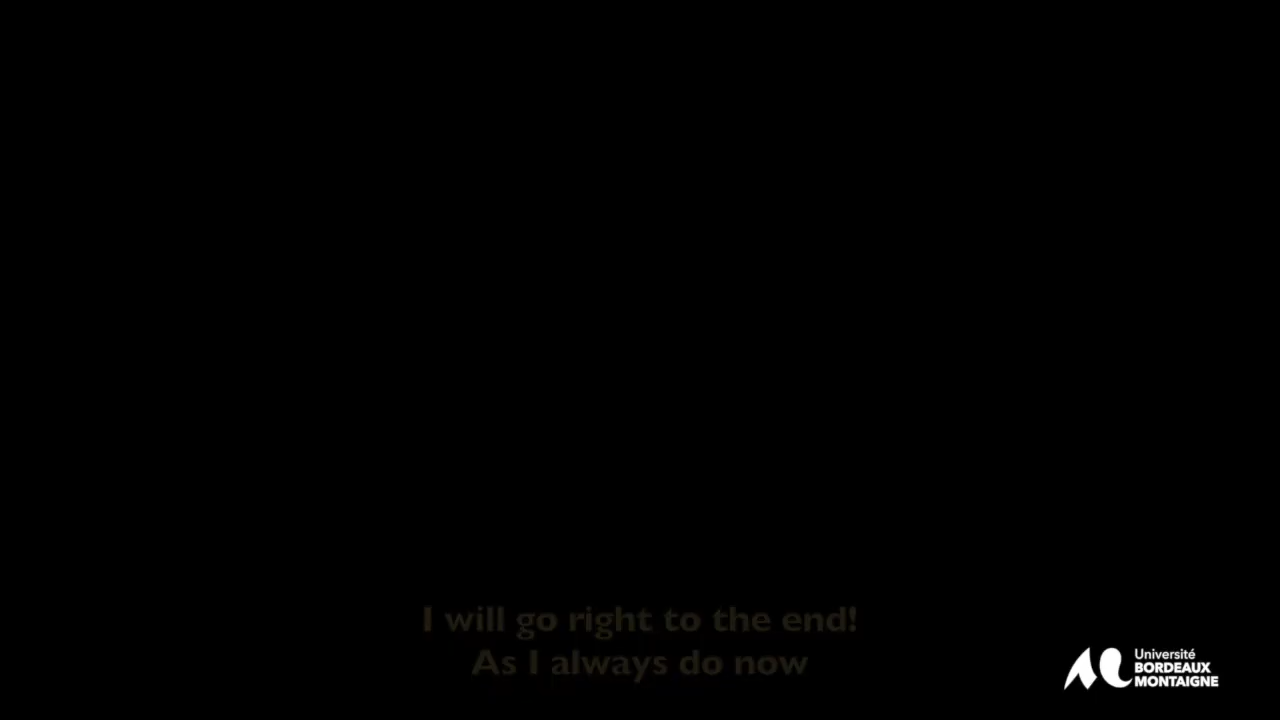 I will go right to the end!
As I always do now
Université
BORDEAUX
MONTAIGNE